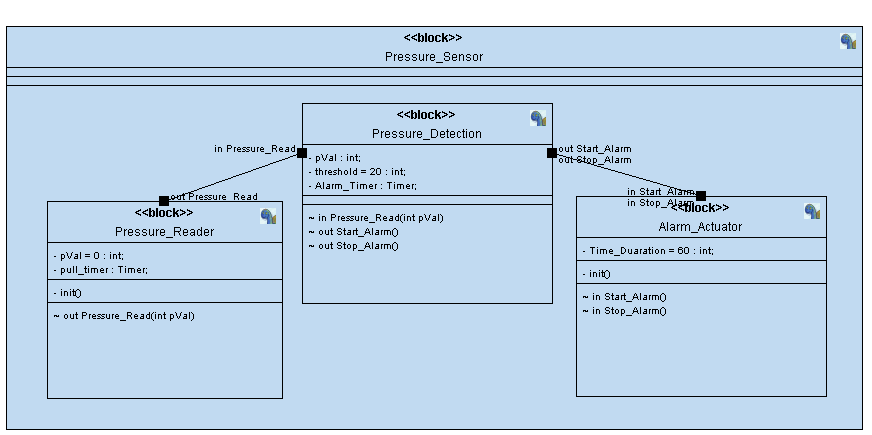 <<block>>
Pressure_Sensor
<<block>>
Pressure_Detection
in Pressure_Read
out Start_Alarm
out Stop_Alarm
- pVal : int;
- threshold = 20 : int;
- Alarm_Timer : Timer;
~ in Pressure_Read(int pVal)
~ out Start_Alarm()
~ out Stop_Alarm()
out Pressure_Read
<<block>>
Pressure_Reader
- pVal = 0 : int;
- pull_timer : Timer;
- init()
~ out Pressure_Read(int pVal)
in Start_Alarm
in Stop_Alarm
<<block>>
Alarm_Actuator
- Time_Duaration = 60 : int;
- init()
~ in Start_Alarm()
~ in Stop_Alarm()